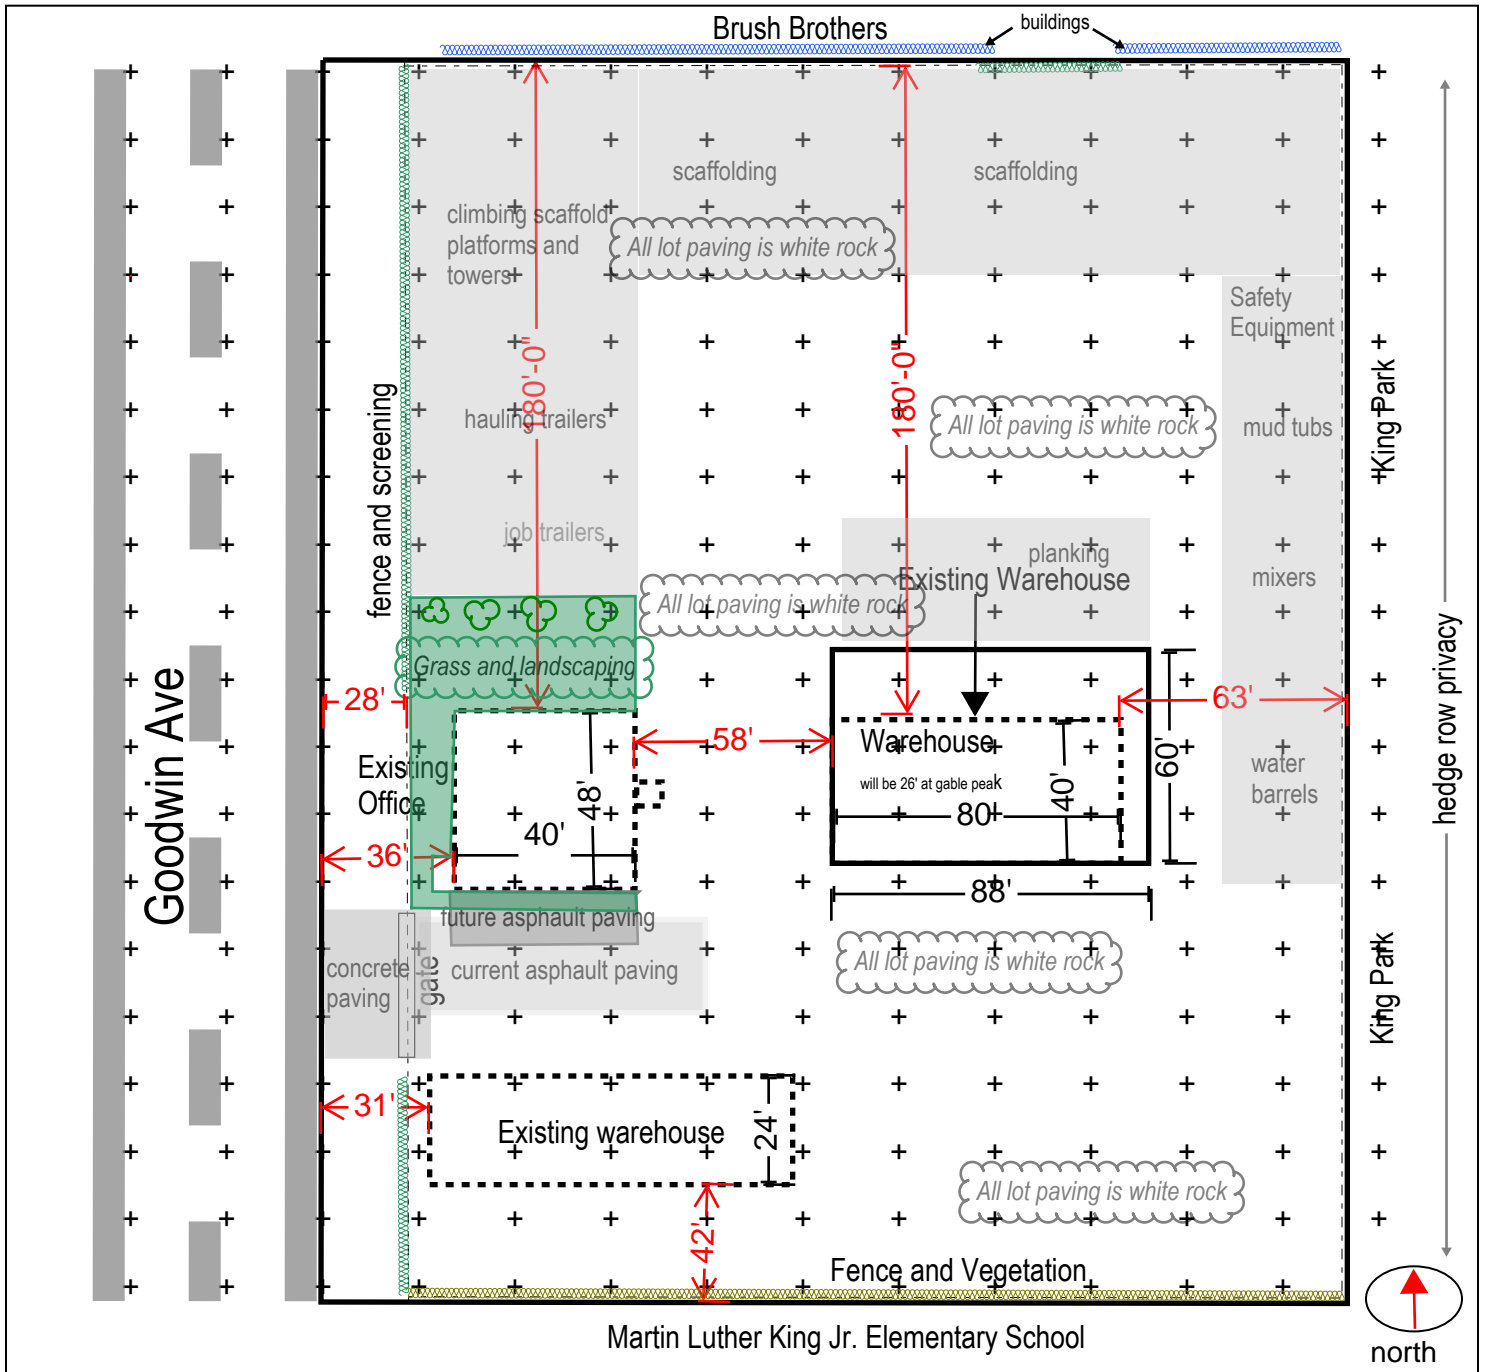 Brush Brothers
buildings
scaffolding
scaffolding
climbing scaffold
platforms and
towers
All lot paving is white rock
Safety
Equipment
180'-0"
180'-0"
fence and screening
hauling trailers
All lot paving is white rock
mud tubs
King Park
job trailers
planking
Existing Warehouse
mixers
All lot paving is white rock
hedge row privacy
Grass and landscaping
28'
63'
Goodwin Ave
58'
Warehouse
60'
Existing
Office
48'
will be 26' at gable peak
40'
water
barrels
80'
40'
36'
88'
future asphault paving
concrete
paving
gate
current asphault paving
All lot paving is white rock
King Park
31'
Existing warehouse
24'
All lot paving is white rock
42'
Fence and Vegetation
Martin Luther King Jr. Elementary School
north